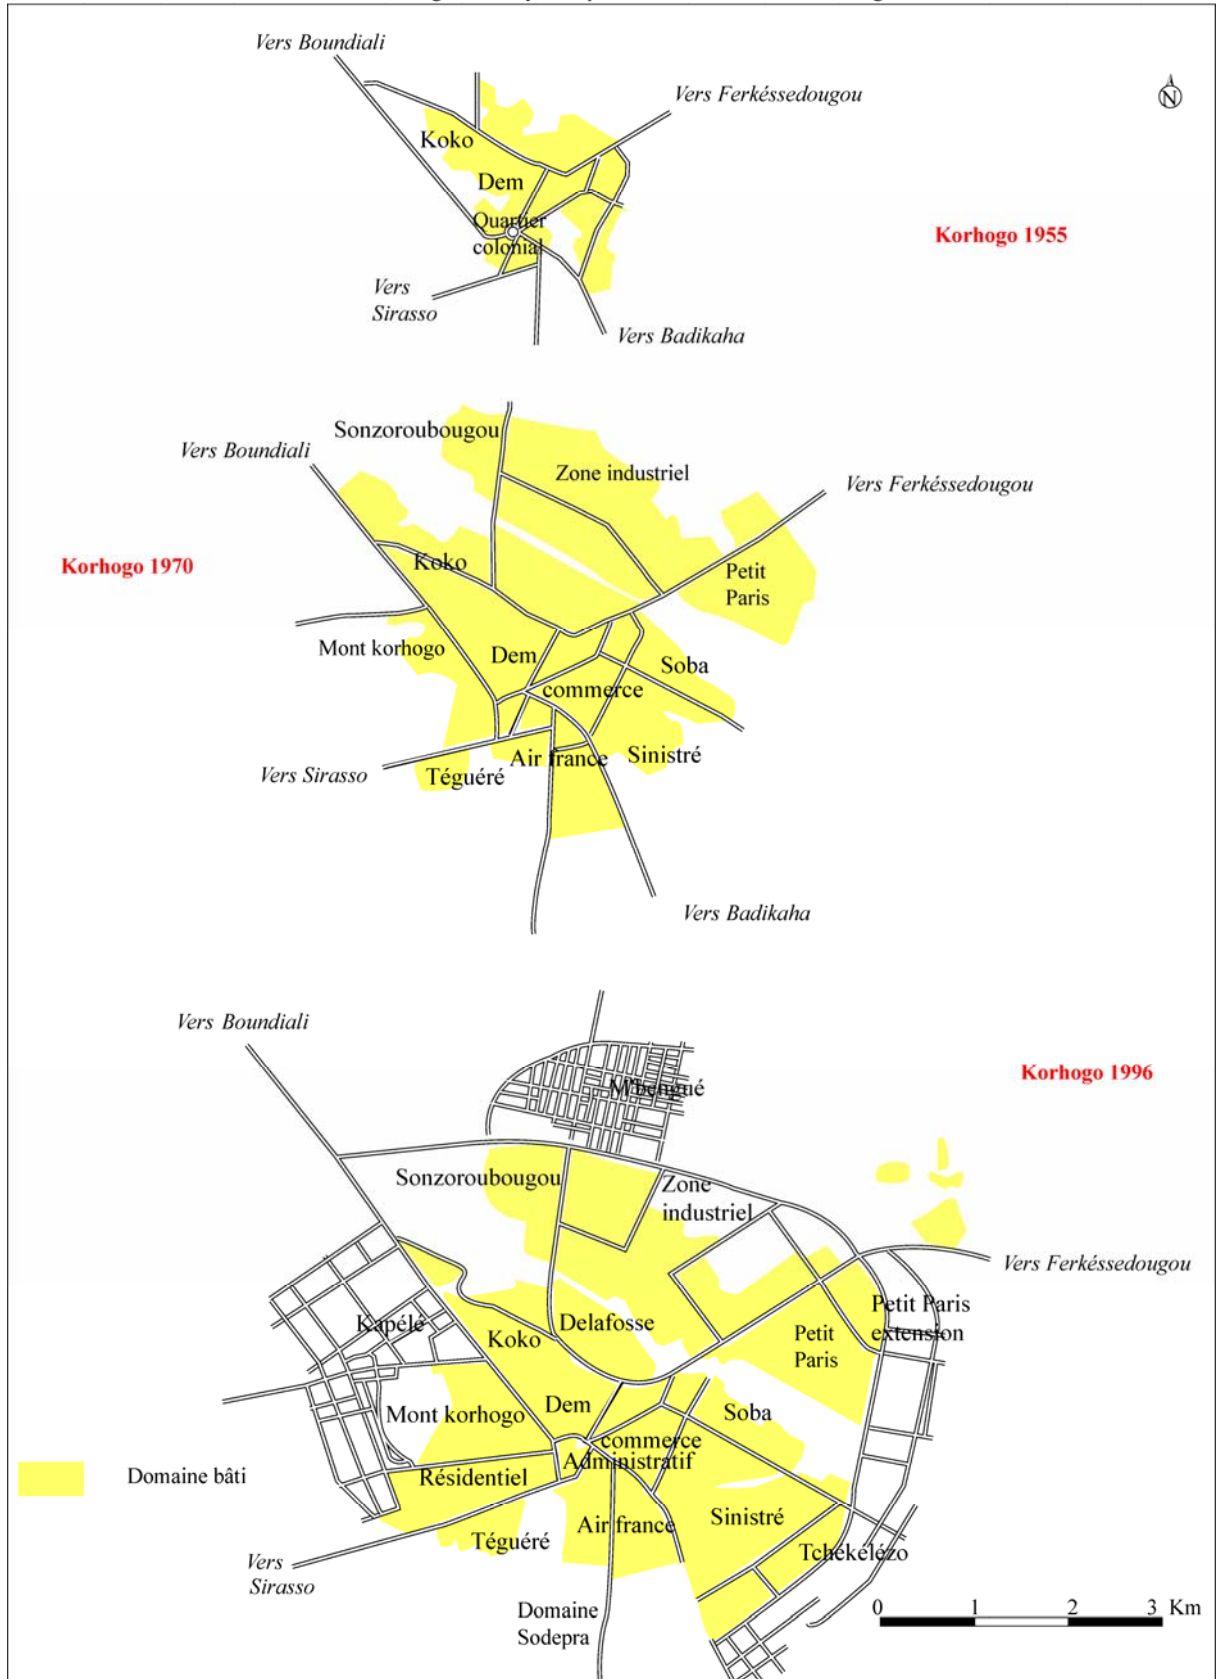 Vers Boundiali
Vers Ferkéssedougou
N
Koko
Dem
Quartier
colonial
Korhogo 1955
Vers
Sirasso
Vers Badikaha
Sonzoroubougou
Vers Boundiali
Zone industriel
Vers Ferkéssedougou
Korhogo 1970
Koko
Petit
Paris
Mont korhogo
Dem
Soba
commerce
Air france
Sinistré
Vers Sirasso
Téguéré
Vers Badikaha
Vers Boundiali
Korhogo 1996
M'bengué
Sonzoroubougou
Zone
industriel
Vers Ferkéssedougou
Petit Paris
extension
Kapélé
Koko
Delafosse
Petit
Paris
Mont korhogo
Dem
Soba
commerce
Administratif
Domaine bâti
Résidentiel
Sinistré
Air france
Téguéré
Tchékélézo
Vers
Sirasso
Domaine
Sodepra
0 1 2 3 Km